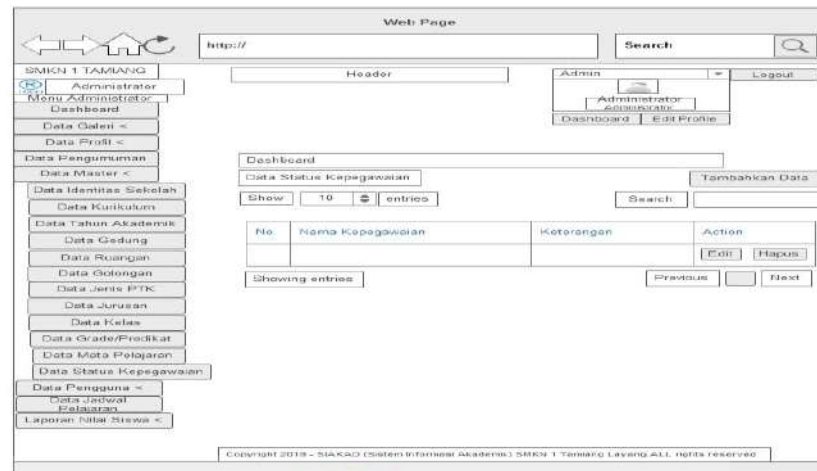 Web Page
http://
Search
SMKN 1 TAMIANG
Administrator
Menu Administrator
Dashboard
Data Galeri <
Data Profil <
Data Pengumuman
Data Master <
Data Identitas Sekolah
Data Kurikulum
Data Tahun Akademik
Data Gedung
Data Ruangan
Data Golongan
Data Jenis PTK
Data Jurusan
Data Kelas
Data Grade/Predikat
Data Mata Pelajaran
Data Status Kepegawaian
Data Pengguna <
Data Jadwal
Pelajaran
Laporan Nilai Siswa <
Header
Admin
Logout
Administrator
Administrator
Dashboard Edit Profile
Dashboard
Data Status Kepegawaian
Tambahkan Data
Show 10 entries
Search
No. Nama Kepegawaian Keterangan Action
Edit Hapus
Showing entries
Previous Next
Copyright 2019 - SIAKAD (Sistem Informasi Akademik) SMKN 1 Tamiang Layang.ALL rights reserved